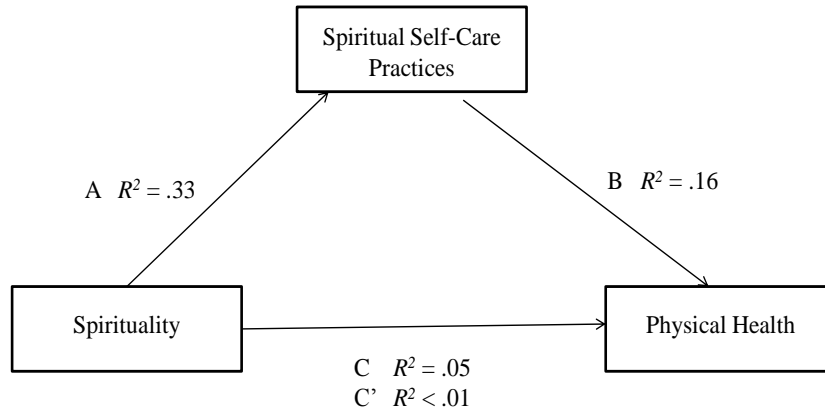 Spiritual Self-Care
Practices
A R² = .33
B R² = .16
Spirituality
Physical Health
C R² = .05
C’ R² < .01